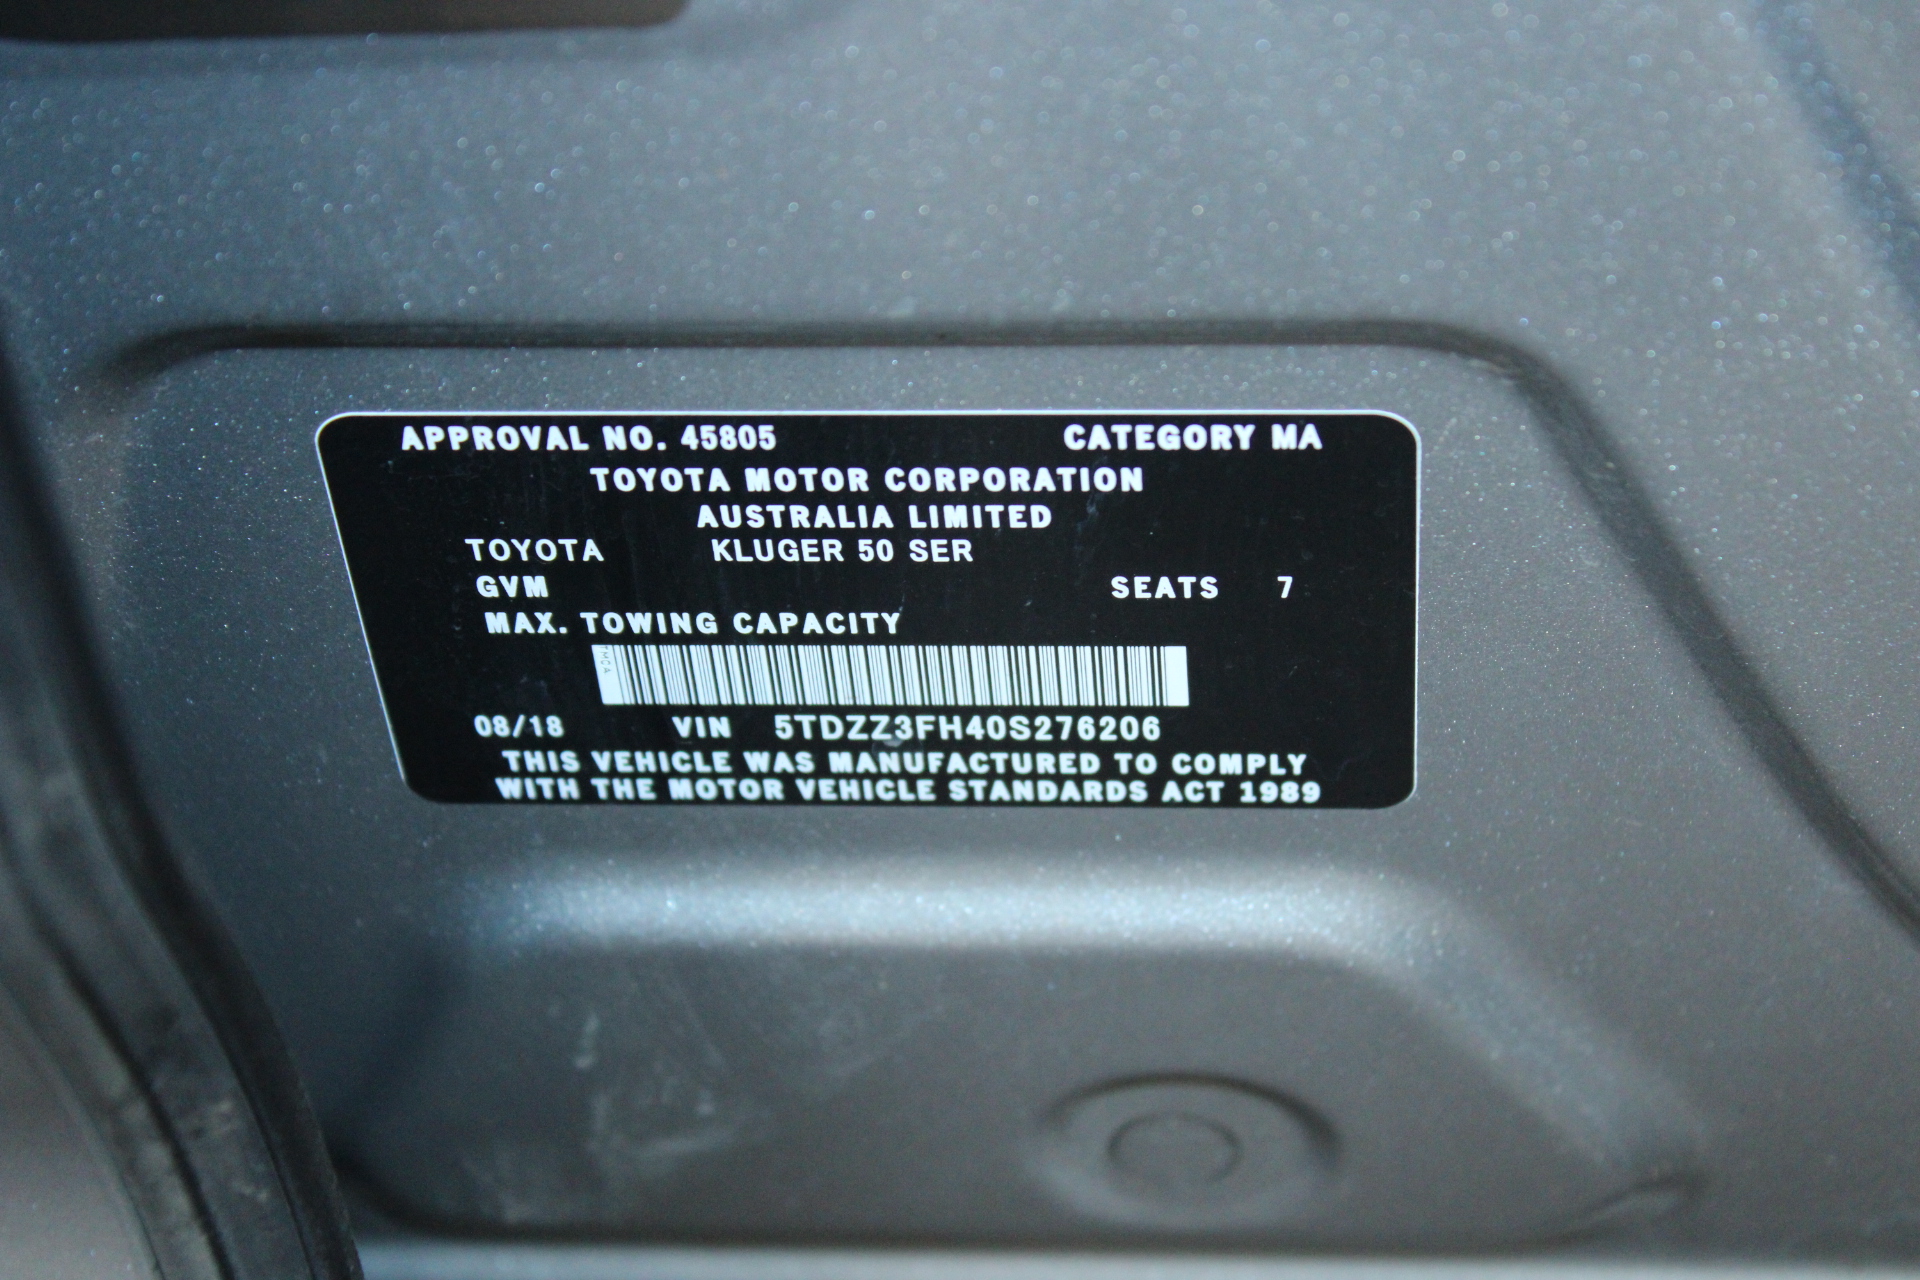 APPROVAL NO. 45805 CATEGORY MA
TOYOTA MOTOR CORPORATION
AUSTRALIA LIMITED
TOYOTA KLUGER 50 SER
GVM SEATS 7
MAX. TOWING CAPACITY
TMCA
08/18 VIN 5TDZZ3FH40S276206
THIS VEHICLE WAS MANUFACTURED TO COMPLY
WITH THE MOTOR VEHICLE STANDARDS ACT 1989